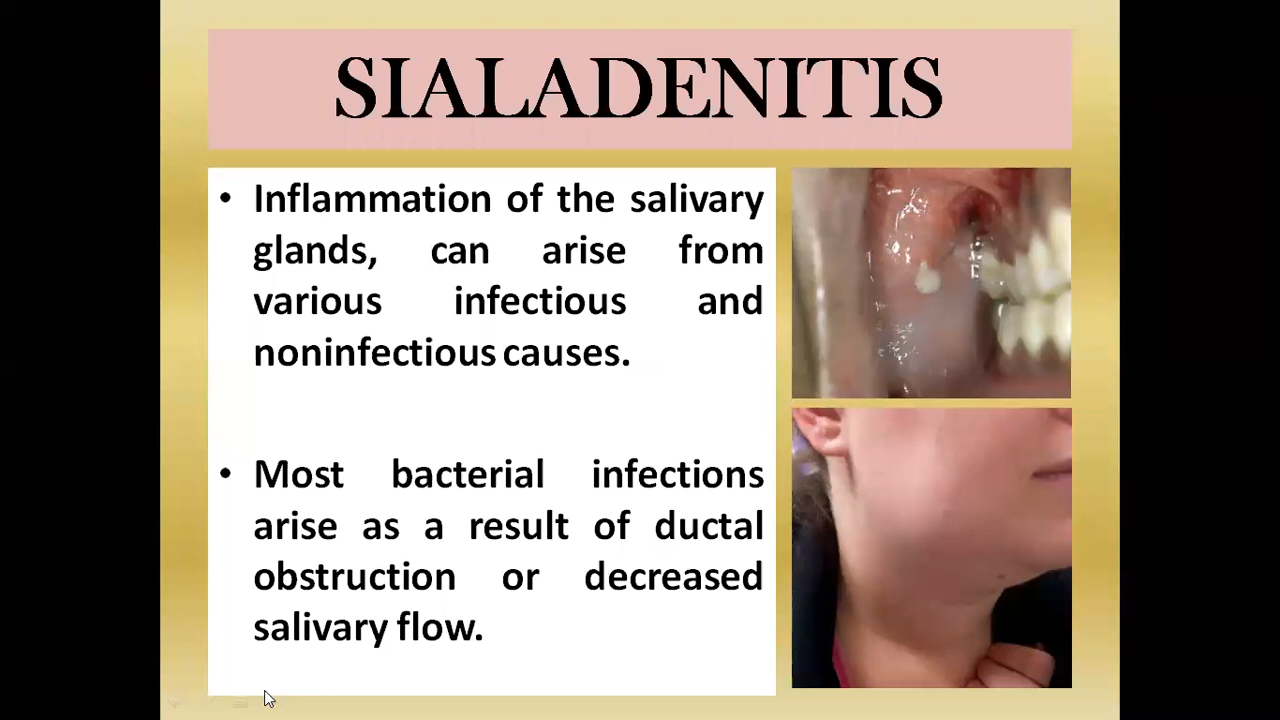 SIALADENITIS
• Inflammation of the salivary
glands, can arise from
various infectious and
noninfectious causes.
• Most bacterial infections
arise as a result of ductal
obstruction or decreased
salivary flow.